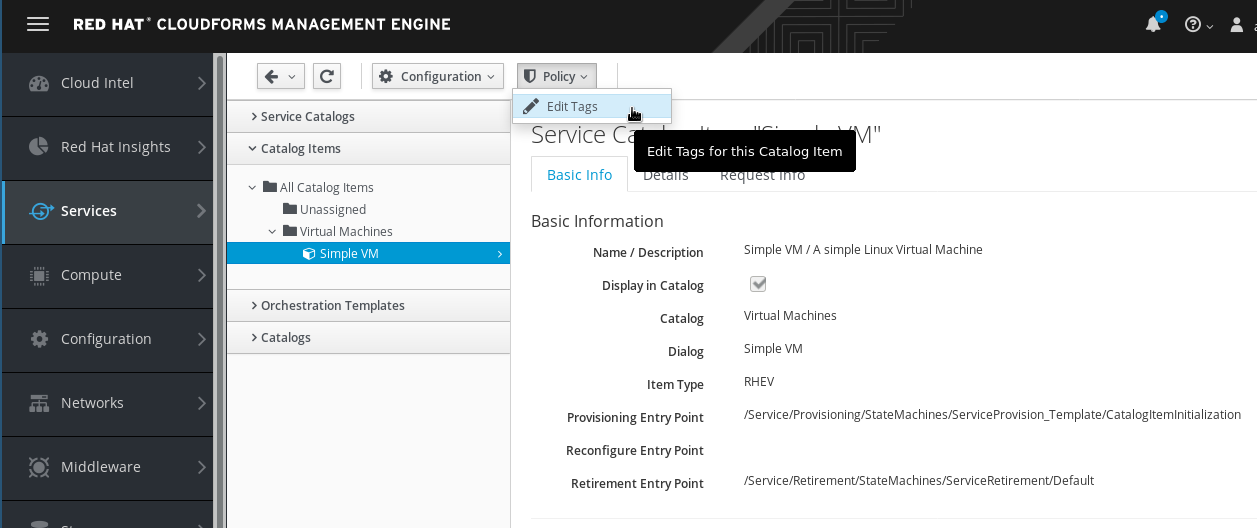 RED HAT® CLOUDFORMS MANAGEMENT ENGINE
Cloud Intel
Red Hat Insights
Services
Compute
Configuration
Networks
Middleware
Configuration
Policy
Edit Tags
Edit Tags for this Catalog Item
Service Catalogs
Catalog Items
All Catalog Items
Unassigned
Virtual Machines
Simple VM
Orchestration Templates
Catalogs
Service Ca "Simple VM"
Basic Info
Details
Request Info
Basic Information
Name / Description Simple VM / A simple Linux Virtual Machine
Display in Catalog
Catalog Virtual Machines
Dialog Simple VM
Item Type RHEV
Provisioning Entry Point /Service/Provisioning/StateMachines/ServiceProvision_Template/CatalogItemInitialization
Reconfigure Entry Point
Retirement Entry Point /Service/Retirement/StateMachines/ServiceRetirement/Default